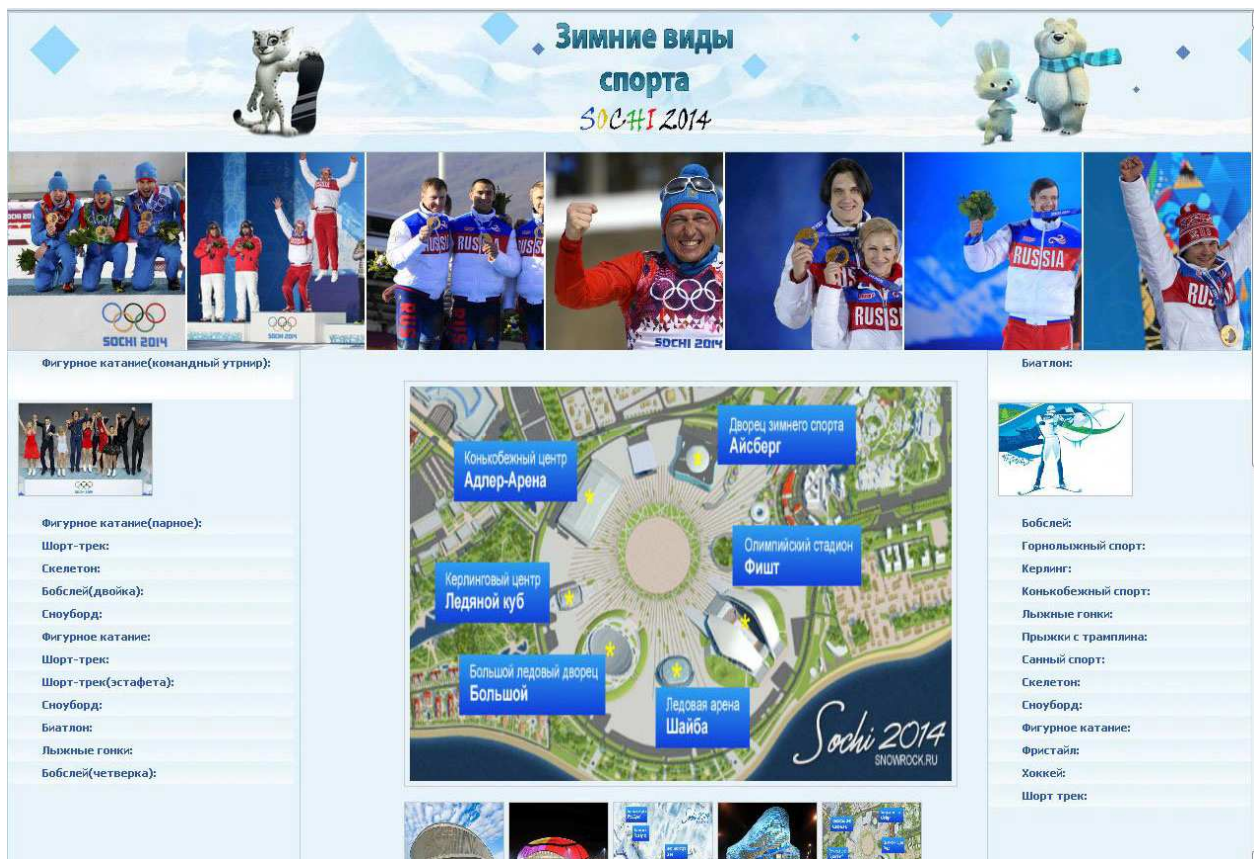 Зимние виды
спорта
SOCHI 2014
SOCHI 2014
SOCHI 2014
RUSSIA
RUSSIA
SOCHI 2014
RUSSIA
Фигурное катание(командный утрнир):
Фигурное катание(парное):
Шорт-трек:
Скелетон:
Бобслей(двойка):
Сноуборд:
Фигурное катание:
Шорт-трек:
Шорт-трек(эстафета):
Сноуборд:
Биатлон:
Лыжные гонки:
Бобслей(четверка):
Дворец зимнего спорта
Айсберг
Конькобежный центр
Адлер-Арена
Олимпийский стадион
Фишт
Керлинговый центр
Ледяной куб
Большой ледовый дворец
Большой
Ледовая арена
Шайба
Sochi 2014
SNOWROCK.RU
Биатлон:
Бобслей:
Горнолыжный спорт:
Керлинг:
Конькобежный спорт:
Лыжные гонки:
Прыжки с трамплина:
Санный спорт:
Скелетон:
Сноуборд:
Фигурное катание:
Фристайл:
Хоккей:
Шорт трек: